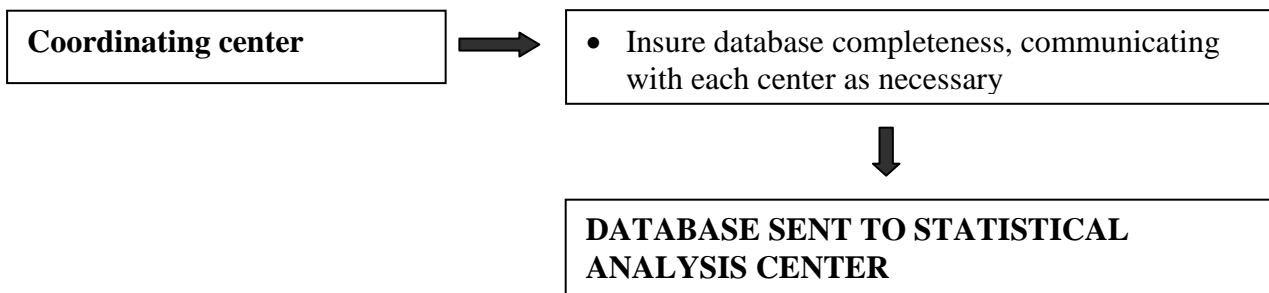 Coordinating center
• Insure database completeness, communicating
with each center as necessary
DATABASE SENT TO STATISTICAL
ANALYSIS CENTER